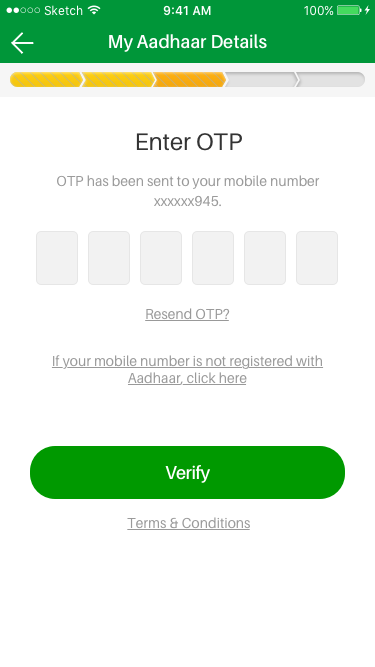 Sketch 9:41 AM 100%
My Aadhaar Details
Enter OTP
OTP has been sent to your mobile number
xxxxxx945.
Resend OTP?
If your mobile number is not registered with
Aadhaar, click here
Verify
Terms & Conditions